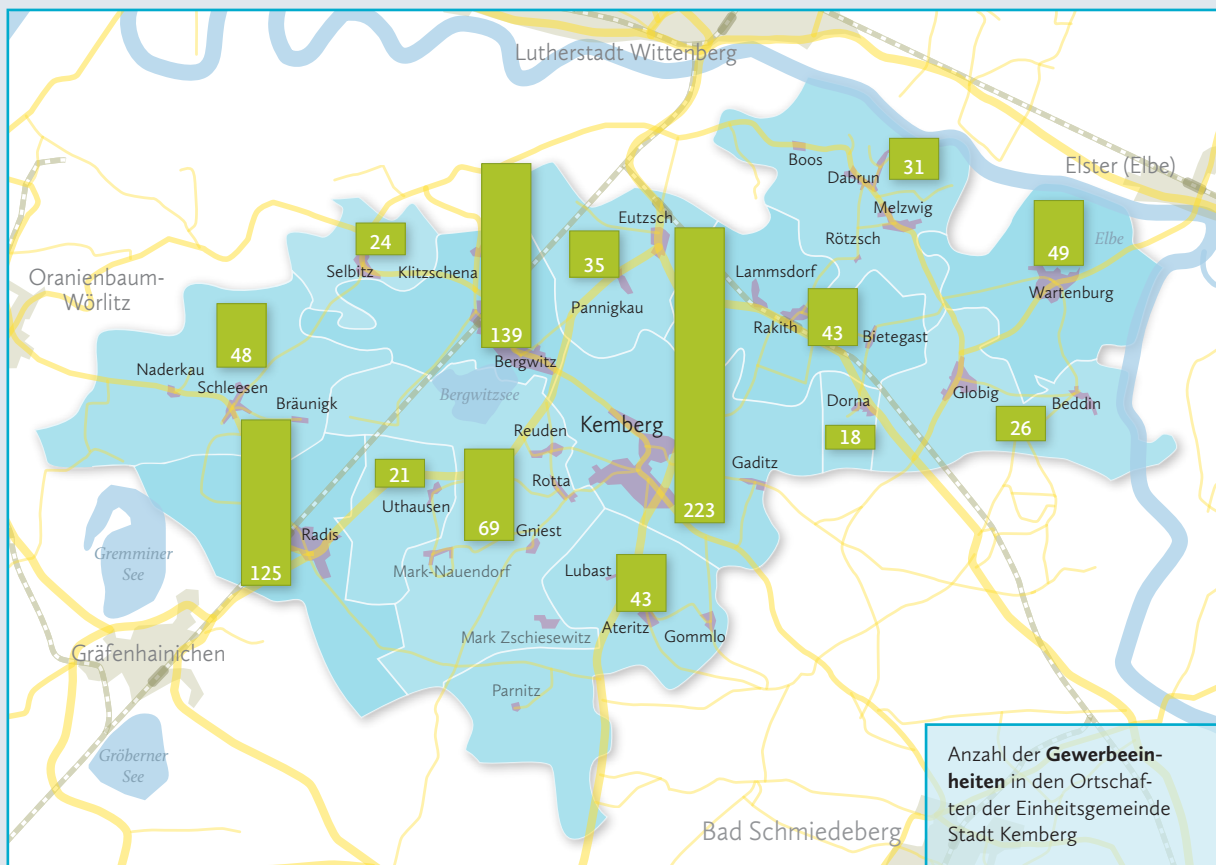 Lutherstadt Wittenberg
Boos
31
Dabrun
Elster (Elbe)
Melzwig
Eutzsch
24
Rötzsch
49
Elbe
Selbitz
Klitzschena
35
Lammsdorf
Oranienbaum-
Wörlitz
Pannigkau
Wartenburg
139
Rakith
43
Bietegast
48
Bergwitz
Naderkau
Schleesen
Bergwitzsee
Globig
Beddin
Bräunigk
Dorna
Reuden
Kemberg
26
18
21
Rotta
Gaditz
Uthausen
69
Gniest
223
Radis
Gremminer
See
125
Mark-Nauendorf
Lubast
43
Ateritz
Gommlo
Mark Zschiesewitz
Gräfenhainichen
Parnitz
Gröberner
See
Bad Schmiedeberg
Anzahl der Gewerbeein-
heiten in den Ortschaf-
ten der Einheitsgemeinde
Stadt Kemberg